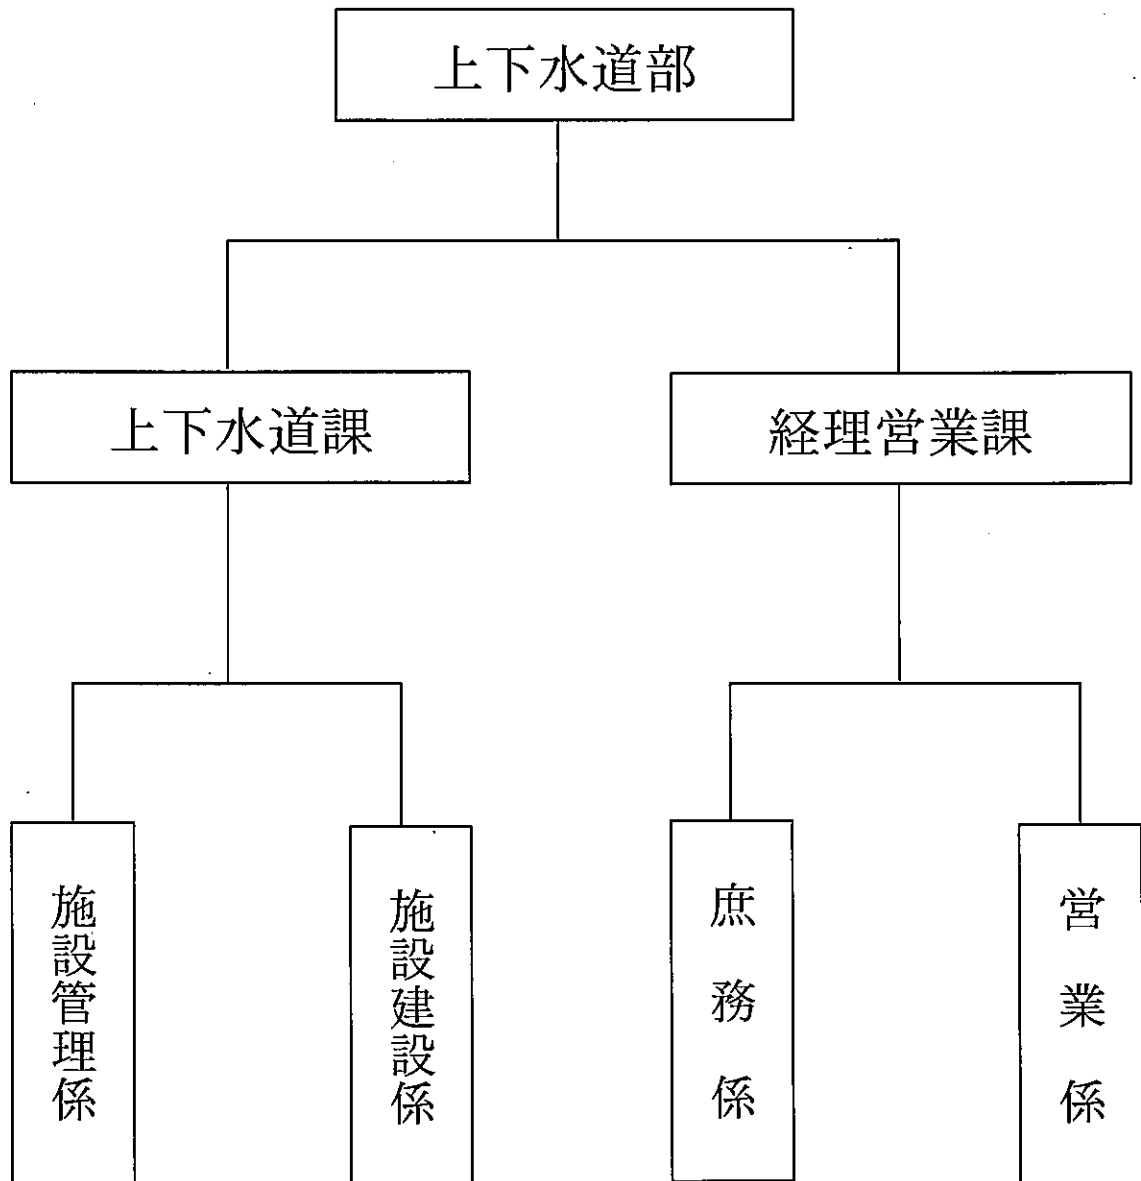 上下水道部
上下水道課
経理営業課
施設管理係
施設建設係
庶務係
営業係